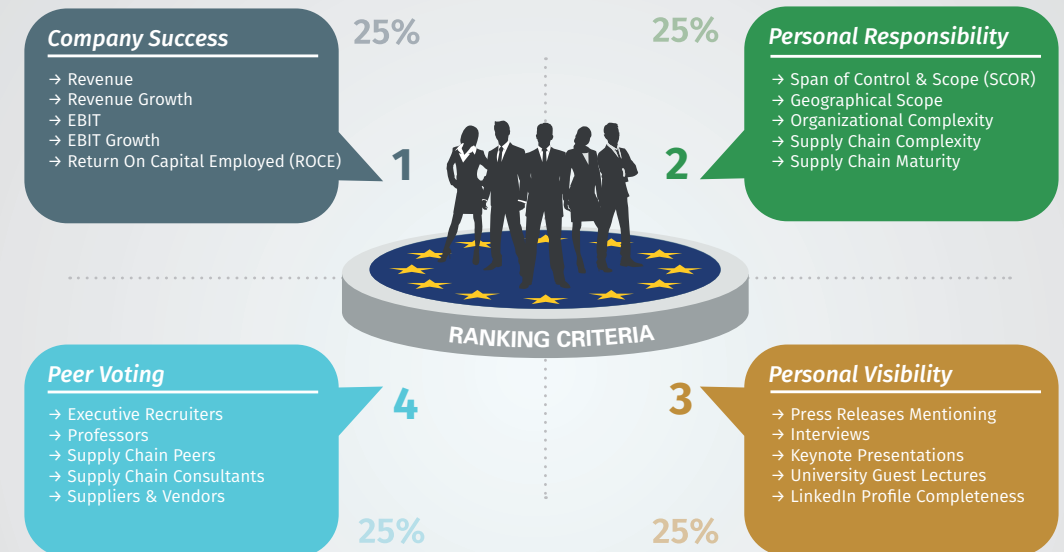 Company Success
→ Revenue
→ Revenue Growth
→ EBIT
→ EBIT Growth
→ Return On Capital Employed (ROCE)
25%
1
25%
2
Personal Responsibility
→ Span of Control & Scope (SCOR)
→ Geographical Scope
→ Organizational Complexity
→ Supply Chain Complexity
→ Supply Chain Maturity
RANKING CRITERIA
Peer Voting
→ Executive Recruiters
→ Professors
→ Supply Chain Peers
→ Supply Chain Consultants
→ Suppliers & Vendors
4
25%
3
25%
Personal Visibility
→ Press Releases Mentioning
→ Interviews
→ Keynote Presentations
→ University Guest Lectures
→ LinkedIn Profile Completeness